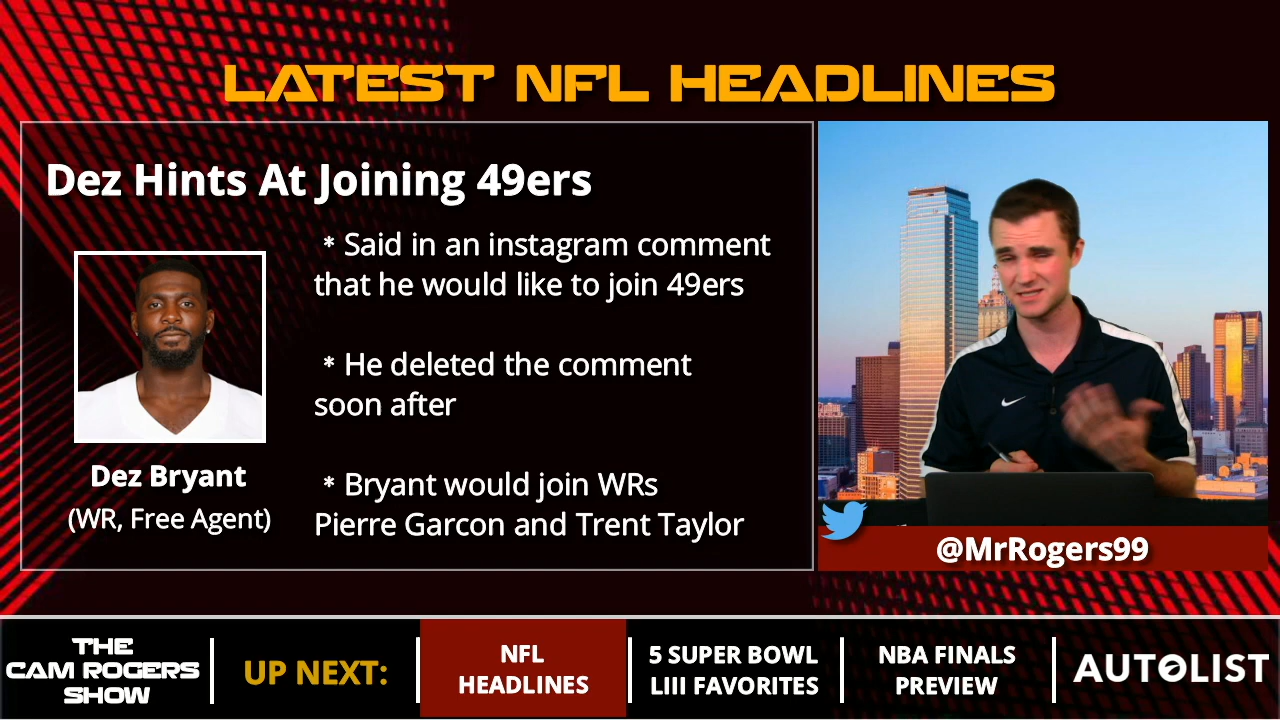 LATEST NFL HEADLINES
Dez Hints At Joining 49ers
* Said in an instagram comment
that he would like to join 49ers
* He deleted the comment
soon after
* Bryant would join WRs
Pierre Garcon and Trent Taylor
Dez Bryant
(WR, Free Agent)
@MrRogers99
THE
CAM ROGERS
SHOW
UP NEXT:
NFL
HEADLINES
5 SUPER BOWL
LIII FAVORITES
NBA FINALS
PREVIEW
AUTOLIST